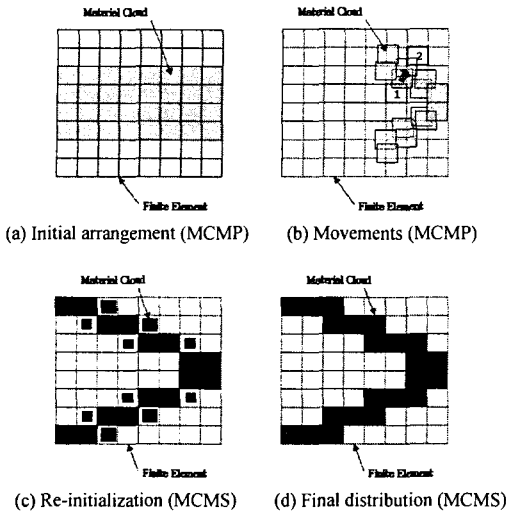 Material Cloud
Finite Element
(a) Initial arrangement (MCMP)
Material Cloud
2
1
Finite Element
(b) Movements (MCMP)
Material Cloud
Finite Element
(c) Re-initialization (MCMS)
Material Cloud
Finite Element
(d) Final distribution (MCMS)